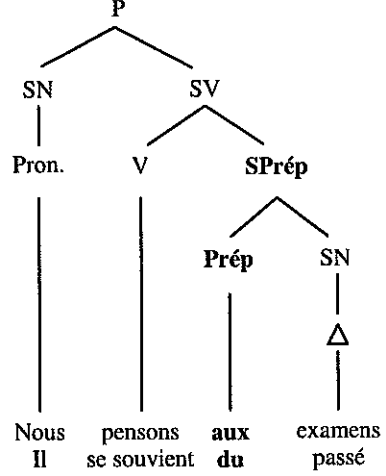 P
SN SV
Pron. V SPrép
Prép SN
Nous pensons aux examens
Il se souvient du passé